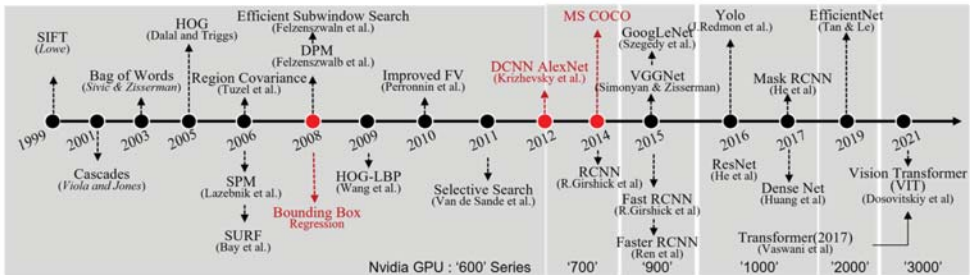 SIFT
(Lowe)
HOG
(Dalal and Triggs)
Efficient Subwindow Search
(Felzenszwaln et al.)
DPM
(Felzenszwalb et al.)
MS COCO
GoogLeNet
(Szegedy et al.)
Yolo
(J.Redmon et al.)
EfficientNet
(Tan & Le)
Bag of Words
(Sivic & Zisserman)
Region Covariance
(Tuzel et al.)
Improved FV
(Perronnin et al.)
DCNN AlexNet
(Krizhevsky et al.)
VGGNet
(Simonyan & Zisserman)
Mask RCNN
(He et al)
1999
2001
2003
2005
2006
2008
2009
2010
2011
2012
2014
2015
2016
2017
2019
2021
Cascades
(Viola and Jones)
SPM
(Lazebnik et al.)
SURF
(Bay et al.)
Bounding Box
Regression
HOG-LBP
(Wang et al.)
Selective Search
(Van de Sande et al.)
RCNN
(R.Girshick et al)
Fast RCNN
(R.Girshick et al)
Faster RCNN
(Ren et al)
ResNet
(He et al)
Dense Net
(Huang et al)
Vision Transformer
(VIT)
(Dosovitskiy et al)
Transformer(2017)
(Vaswani et al)
Nvidia GPU : '600' Series
'700'
'900'
'1000'
'2000'
'3000'